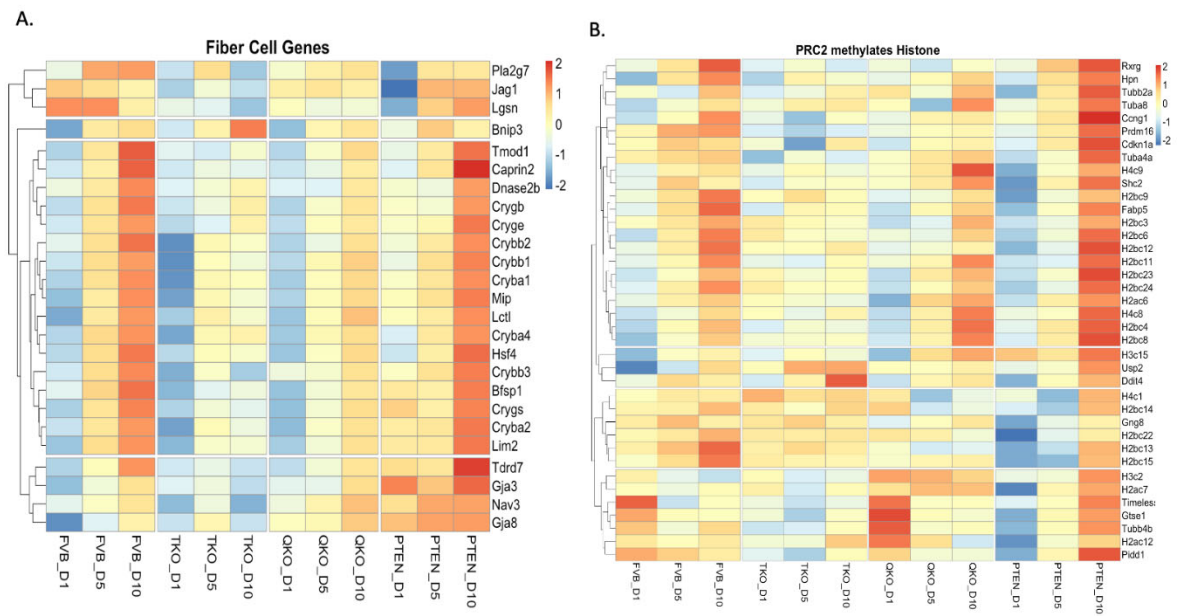 A.
Fiber Cell Genes
Pla2g7
Jag1
Lgsn
Bnip3
Tmod1
Caprin2
Dnase2b
Crygb
Cryge
Crybb2
Crybb1
Cryba1
Mip
Lctl
Cryba4
Hsf4
Crybb3
Bfsp1
Crygs
Cryba2
Lim2
Tdrd7
Gja3
Nav3
Gja8
2
1
0
-1
-2
FVB_D1
FVB_D5
FVB_D10
TKO_D1
TKO_D5
TKO_D10
QKO_D1
QKO_D5
QKO_D10
PTEN_D1
PTEN_D5
PTEN_D10
B.
PRC2 methylates Histone
Rxrg
Hpn
Tubb2a
Tuba8
Ccng1
Prdm16
Cdkn1a
Tuba4a
H4c9
Shc2
H2bc9
Fabp5
H2bc3
H2bc6
H2bc12
H2bc11
H2bc23
H2bc24
H2ac6
H4c8
H2bc4
H2bc8
H3c15
Usp2
Ddit4
H4c1
H2bc14
Gng8
H2bc22
H2bc13
H2bc15
H3c2
H2ac7
Timeless
Gtse1
Tubb4b
H2ac12
Pidd1
2
1
0
-1
-2
FVB_D1
FVB_D5
FVB_D10
TKO_D1
TKO_D5
TKO_D10
QKO_D1
QKO_D5
QKO_D10
PTEN_D1
PTEN_D5
PTEN_D10